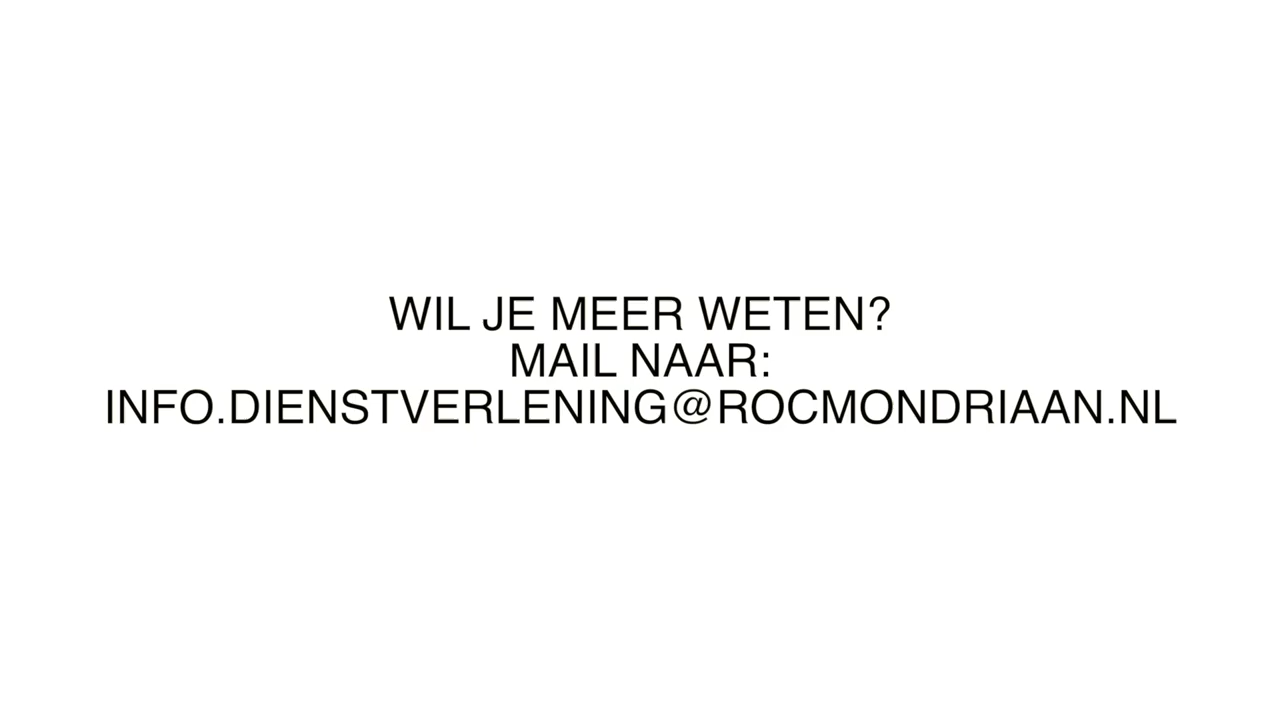 WIL JE MEER WETEN?
MAIL NAAR:
INFO.DIENSTVERLENING@ROCMONDRIAAN.NL